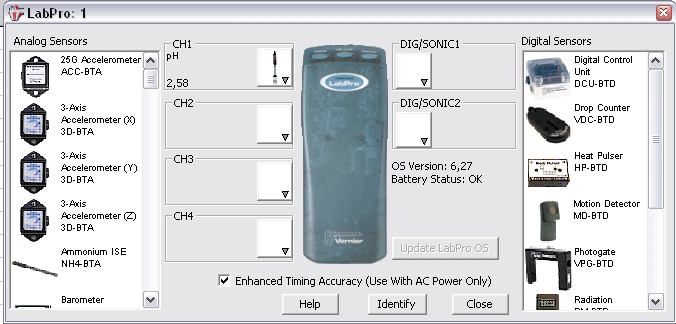 LabPro: 1
Analog Sensors
25G Accelerometer
ACC-BTA
3-Axis
Accelerometer (X)
3D-BTA
3-Axis
Accelerometer (Y)
3D-BTA
3-Axis
Accelerometer (Z)
3D-BTA
Ammonium ISE
NH4-BTA
Barometer
CH1
pH
2,58
CH2
CH3
CH4
LabPro
Vernier
DIG/SONIC1
DIG/SONIC2
OS Version: 6,27
Battery Status: OK
Update LabPro OS
Enhanced Timing Accuracy (Use With AC Power Only)
Help
Identify
Close
Digital Sensors
Digital Control
Unit
DCU-BTD
Drop Counter
VDC-BTD
Heat Pulser
HP-BTD
Motion Detector
MD-BTD
Photogate
VPG-BTD
Radiation